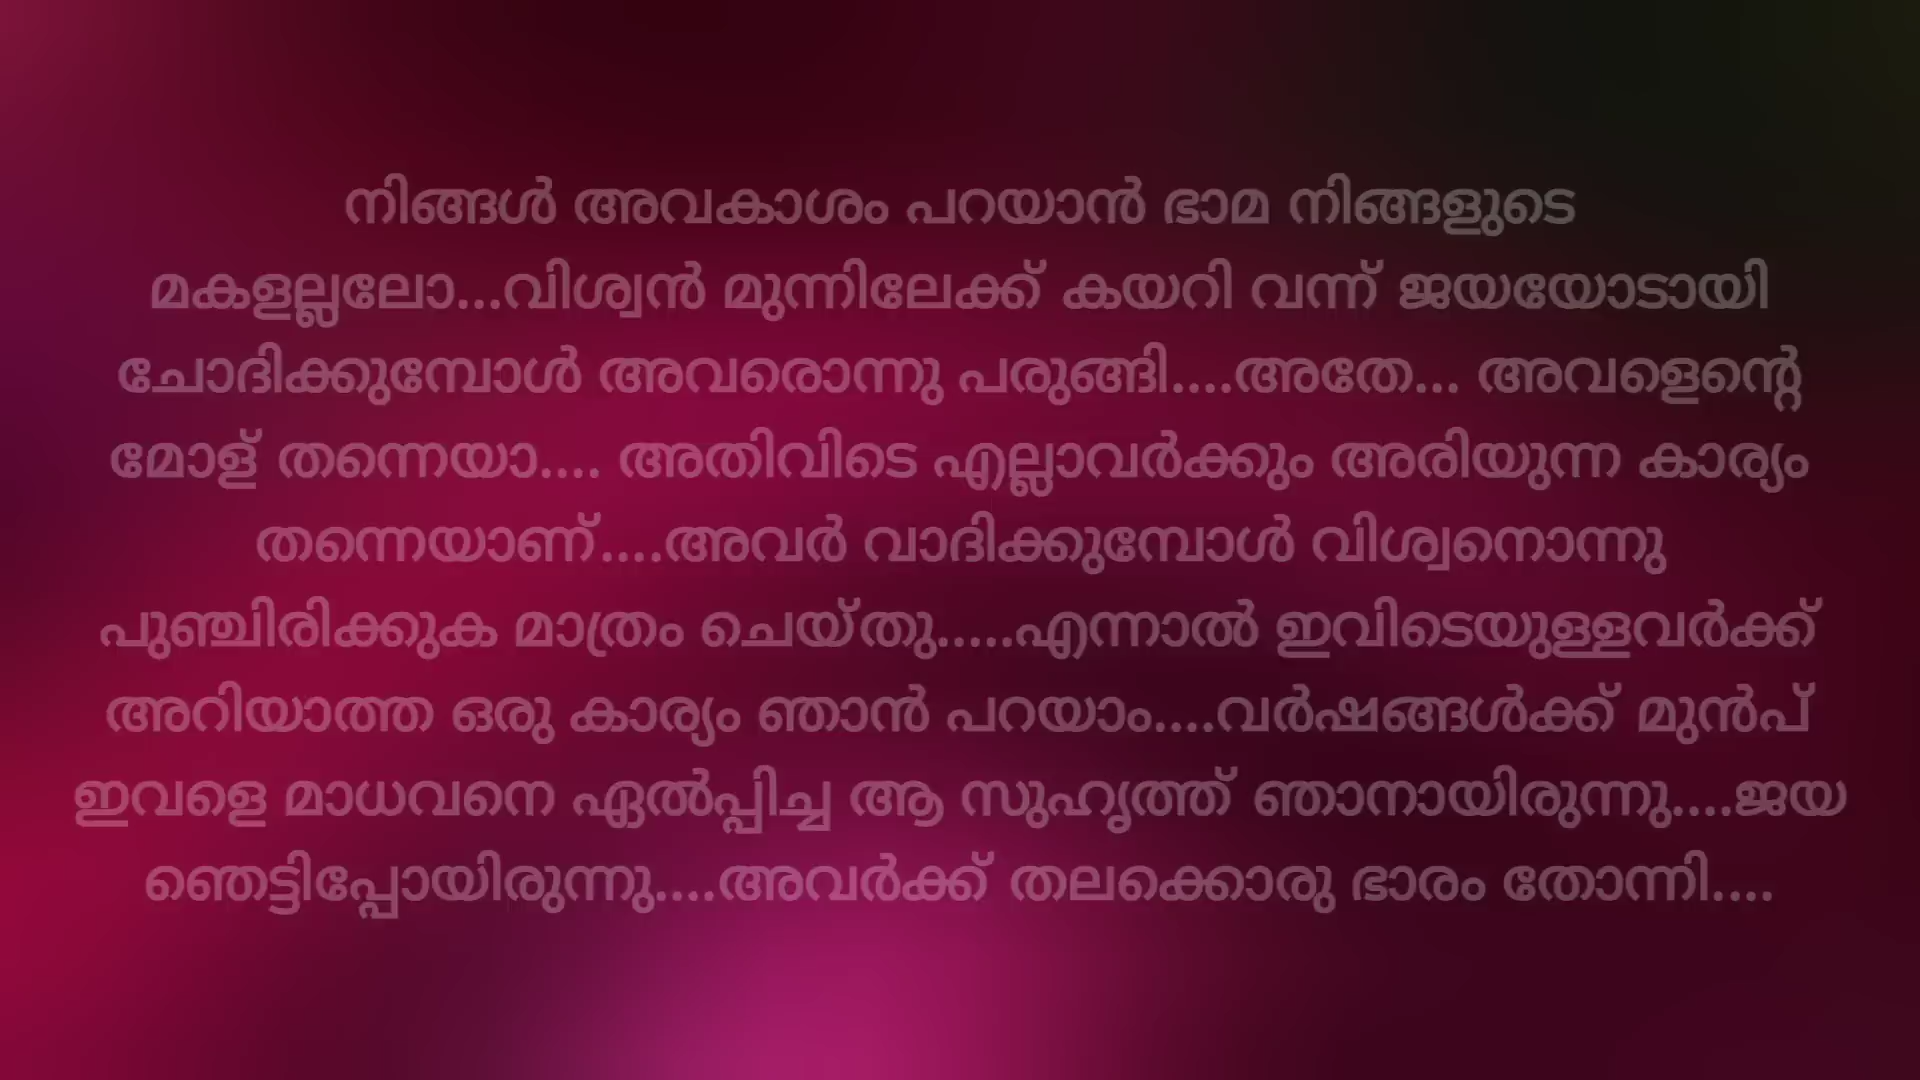 നിങ്ങൾ അവകാശം പറയാൻ ഭാമ നിങ്ങളുടെ
മകളല്ലലോ...വിശ്വൻ മുന്നിലേക്ക് കയറി വന്ന് ജയയോടായി
ചോദിക്കുമ്പോൾ അവരൊന്നു പരുങ്ങി....അതേ... അവളെന്റെ
മോള് തന്നെയാ.... അതിവിടെ എല്ലാവർക്കും അരിയുന്ന കാര്യം
തന്നെയാണ്....അവർ വാദിക്കുമ്പോൾ വിശ്വനൊന്നു
പുഞ്ചിരിക്കുക മാത്രം ചെയ്തു.....എന്നാൽ ഇവിടെയുള്ളവർക്ക്
അറിയാത്ത ഒരു കാര്യം ഞാൻ പറയാം....വർഷങ്ങൾക്ക് മുൻപ്
ഇവളെ മാധവനെ ഏൽപ്പിച്ച ആ സുഹൃത്ത് ഞാനായിരുന്നു....ജയ
ഞെട്ടിപ്പോയിരുന്നു....അവർക്ക് തലക്കൊരു ഭാരം തോന്നി....